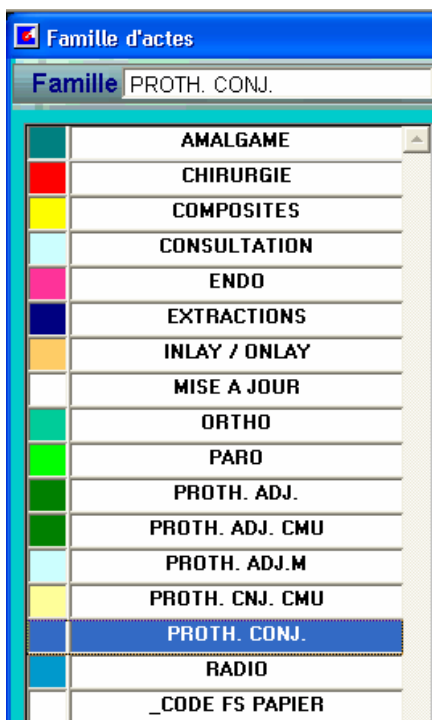 Famille d'actes
Famille PROTH. CONJ.
AMALGAME
CHIRURGIE
COMPOSITES
CONSULTATION
ENDO
EXTRACTIONS
INLAY / ONLAY
MISE A JOUR
ORTHO
PARO
PROTH. ADJ.
PROTH. ADJ. CMU
PROTH. ADJ.M
PROTH. CNJ. CMU
PROTH. CONJ.
RADIO
_CODE FS PAPIER